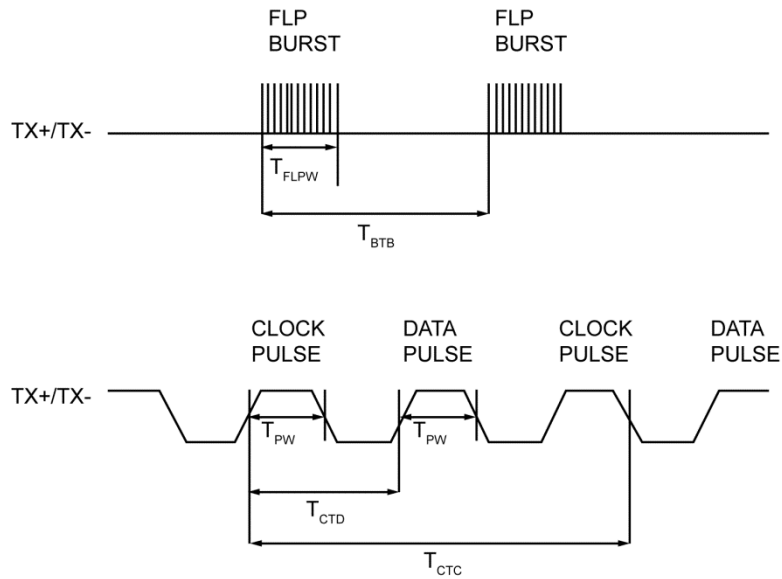 FLP
BURST
FLP
BURST
TX+/TX-
TFLPW
TBTB
CLOCK
PULSE
DATA
PULSE
CLOCK
PULSE
DATA
PULSE
TX+/TX-
TPW
TPW
TCTD
TCTC